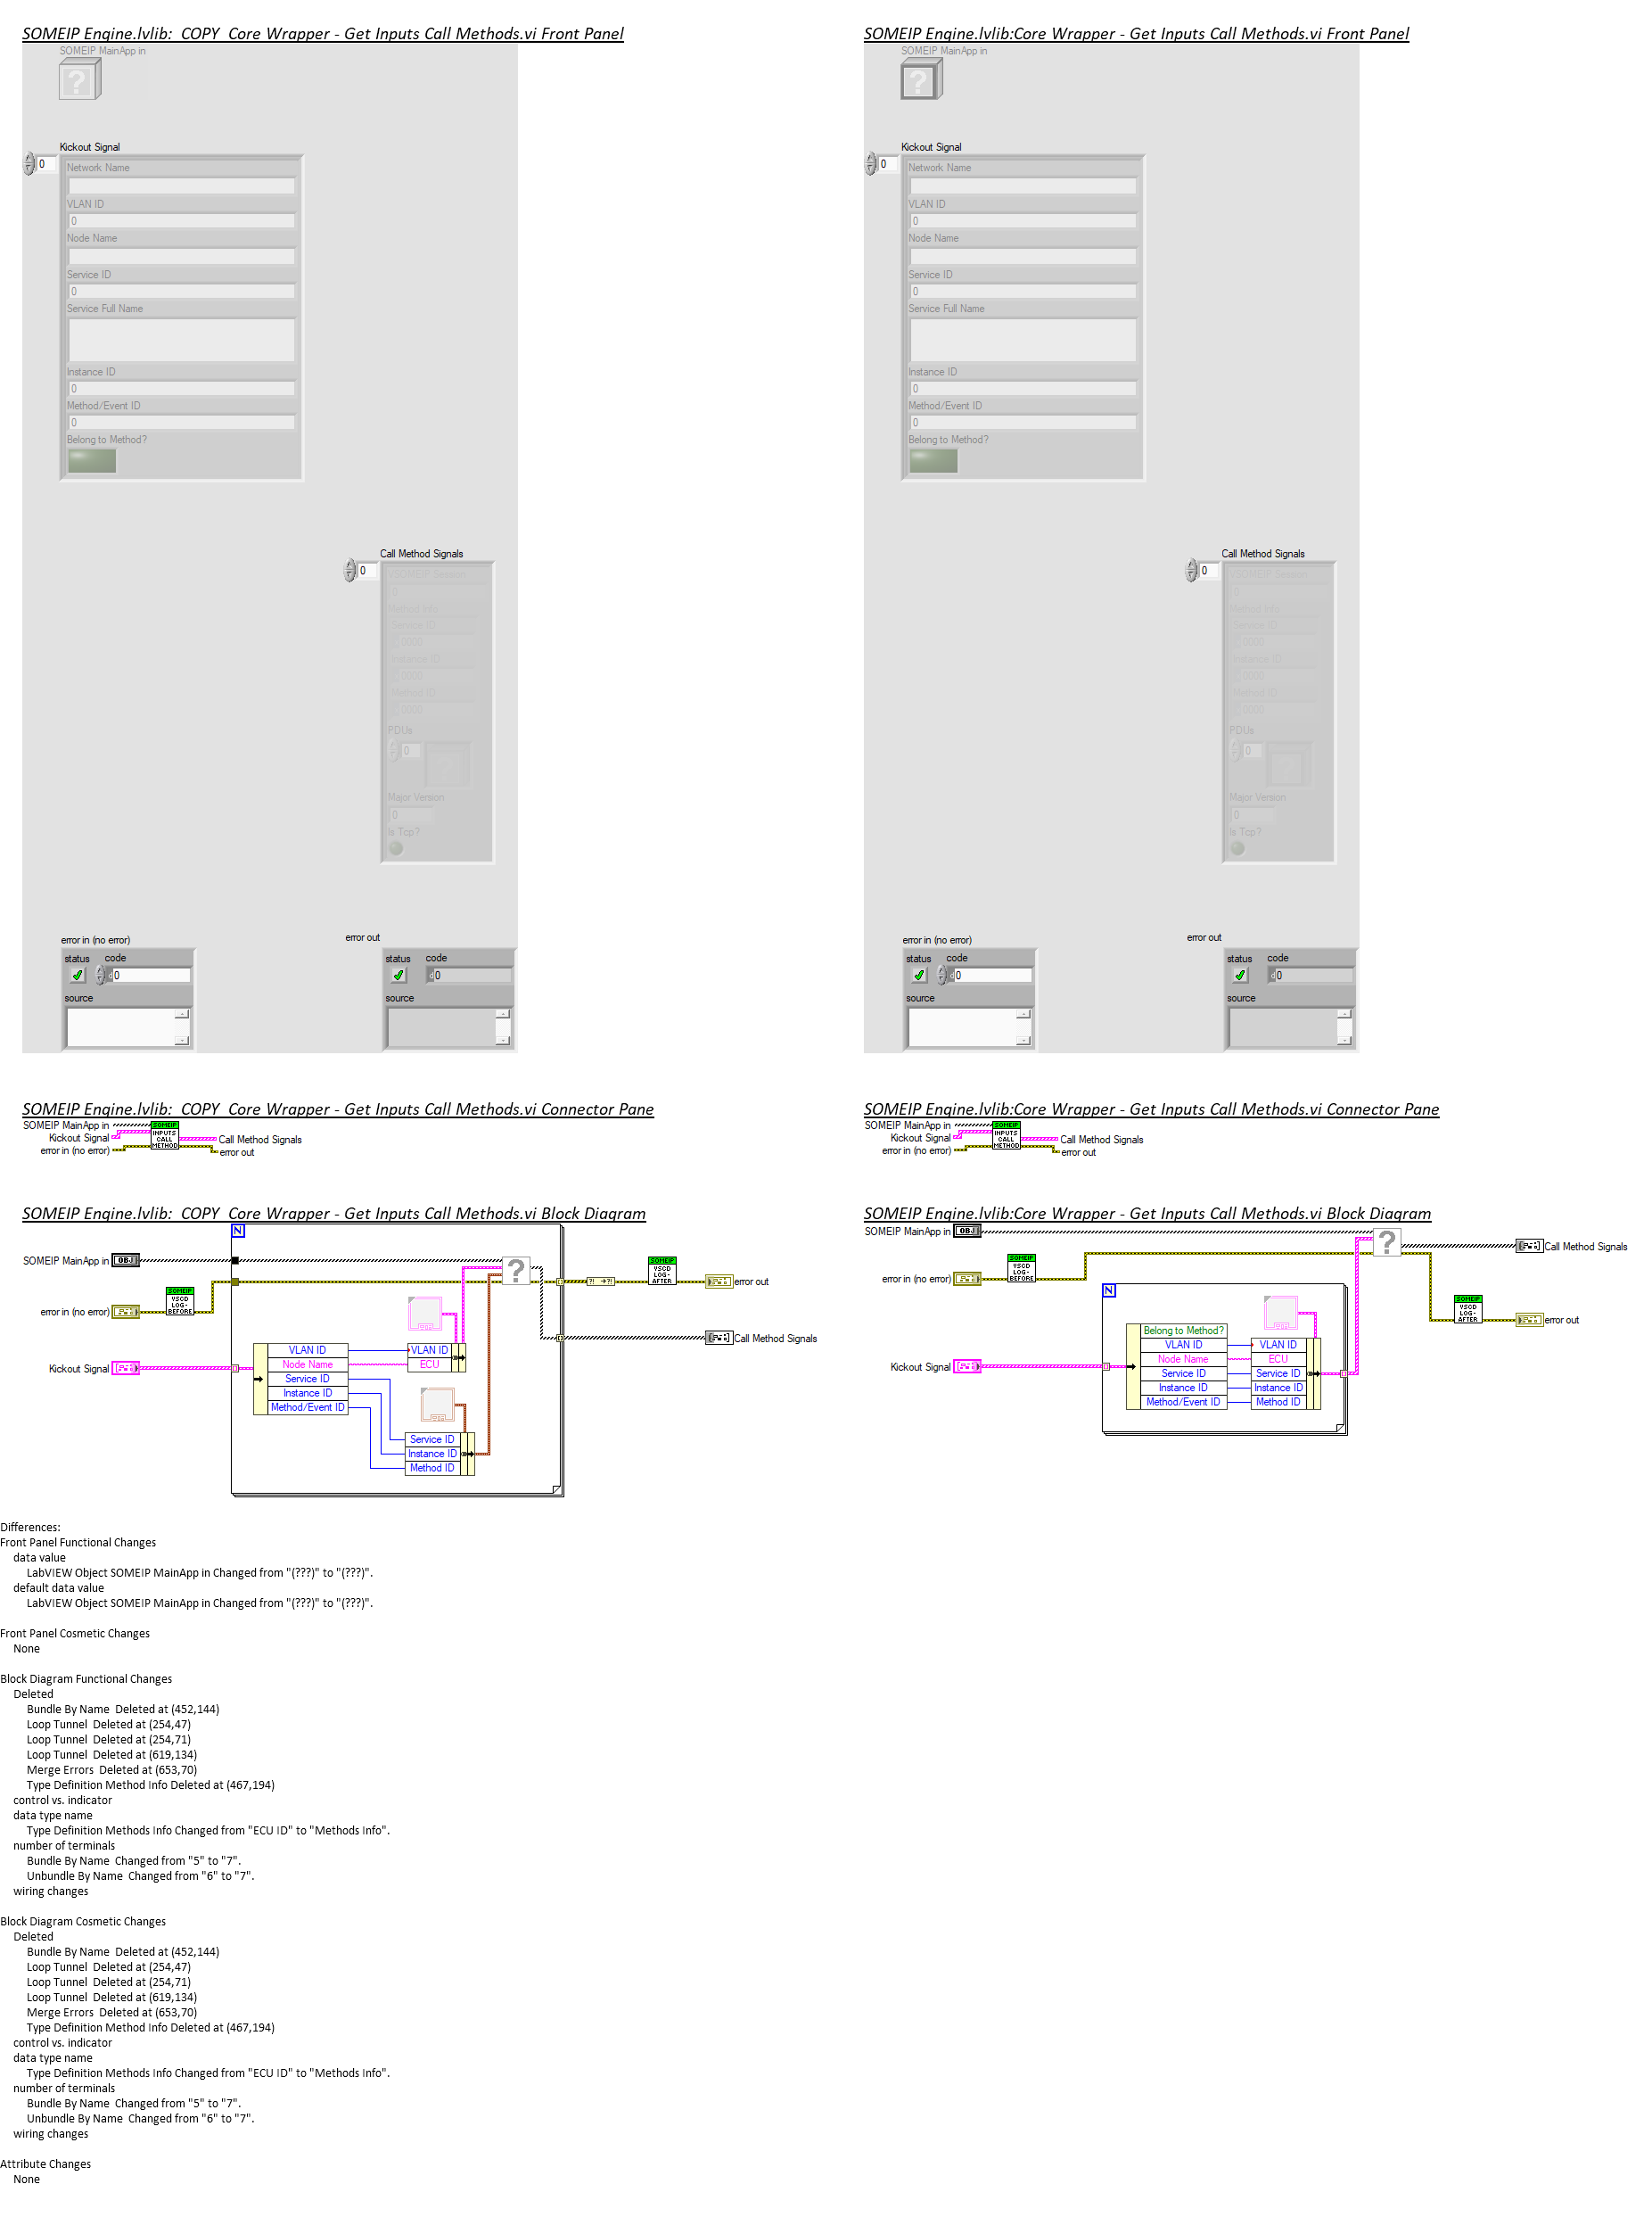 SOMEIP Engine.lvlib:  COPY  Core Wrapper - Get Inputs Call Methods.vi Front Panel
SOMEIP MainApp in
?
Kickout Signal
0
Network Name
VLAN ID
0
Node Name
Service ID
0
Service Full Name
Instance ID
0
Method/Event ID
0
Belong to Method?
Call Method Signals
0
VSOMEIP Session
0
Method Info
Service ID
0000
Instance ID
0000
Method ID
0000
PDUs
0
Major Version
0
Is Tcp?
error in (no error)
status code
0
source
error out
status code
d0
source
SOMEIP Engine.lvlib:Core Wrapper - Get Inputs Call Methods.vi Front Panel
SOMEIP MainApp in
?
Kickout Signal
0
Network Name
VLAN ID
0
Node Name
Service ID
0
Service Full Name
Instance ID
0
Method/Event ID
0
Belong to Method?
Call Method Signals
0
VSOMEIP Session
0
Method Info
Service ID
0000
Instance ID
0000
Method ID
0000
PDUs
0
Major Version
0
Is Tcp?
error in (no error)
status code
d0
source
error out
status code
d0
source
SOMEIP Engine.lvlib:  COPY  Core Wrapper - Get Inputs Call Methods.vi Connector Pane
SOMEIP MainApp in
Kickout Signal
error in (no error)
SOMEIP
INPUTS
CALL
METHOD
Call Method Signals
error out
SOMEIP Engine.lvlib:Core Wrapper - Get Inputs Call Methods.vi Connector Pane
SOMEIP MainApp in
Kickout Signal
error in (no error)
SOMEIP
INPUTS
CALL
METHOD
Call Method Signals
error out
SOMEIP Engine.lvlib:  COPY  Core Wrapper - Get Inputs Call Methods.vi Block Diagram
N
SOMEIP MainApp in
OBJ
?
SOMEIP
VSCD
LOG-
AFTER
error out
SOMEIP
VSCD
LOG-
BEFORE
error in (no error)
Call Method Signals
Kickout Signal
VLAN ID
Node Name
Service ID
Instance ID
Method/Event ID
VLAN ID
ECU
Service ID
Instance ID
Method ID
SOMEIP Engine.lvlib:Core Wrapper - Get Inputs Call Methods.vi Block Diagram
SOMEIP MainApp in
OBJ
?
Call Method Signals
SOMEIP
VSCD
LOG-
BEFORE
error in (no error)
N
SOMEIP
VSCD
LOG-
AFTER
error out
Kickout Signal
Belong to Method?
VLAN ID
Node Name
Service ID
Instance ID
Method/Event ID
VLAN ID
ECU
Service ID
Instance ID
Method ID
Differences:
Front Panel Functional Changes
data value
LabVIEW Object SOMEIP MainApp in Changed from "(???)" to "(???)".
default data value
LabVIEW Object SOMEIP MainApp in Changed from "(???)" to "(???)".
Front Panel Cosmetic Changes
None
Block Diagram Functional Changes
Deleted
Bundle By Name  Deleted at (452,144)
Loop Tunnel  Deleted at (254,47)
Loop Tunnel  Deleted at (254,71)
Loop Tunnel  Deleted at (619,134)
Merge Errors  Deleted at (653,70)
Type Definition Method Info Deleted at (467,194)
control vs. indicator
data type name
Type Definition Methods Info Changed from "ECU ID" to "Methods Info".
number of terminals
Bundle By Name  Changed from "5" to "7".
Unbundle By Name  Changed from "6" to "7".
wiring changes
Block Diagram Cosmetic Changes
Deleted
Bundle By Name  Deleted at (452,144)
Loop Tunnel  Deleted at (254,47)
Loop Tunnel  Deleted at (254,71)
Loop Tunnel  Deleted at (619,134)
Merge Errors  Deleted at (653,70)
Type Definition Method Info Deleted at (467,194)
control vs. indicator
data type name
Type Definition Methods Info Changed from "ECU ID" to "Methods Info".
number of terminals
Bundle By Name  Changed from "5" to "7".
Unbundle By Name  Changed from "6" to "7".
wiring changes
Attribute Changes
None